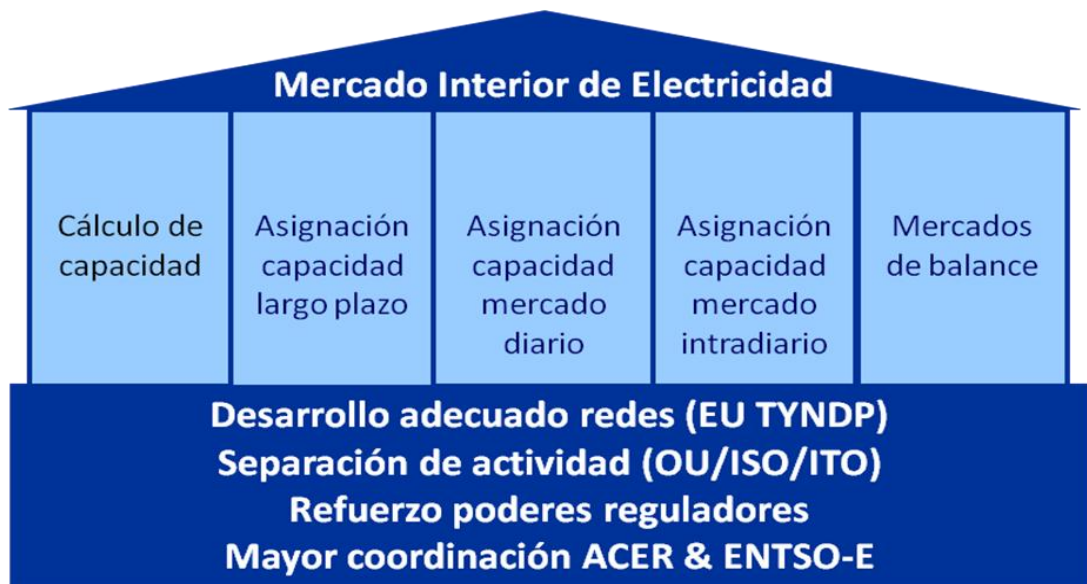 Mercado Interior de Electricidad
Cálculo de
capacidad
Asignación
capacidad
largo plazo
Asignación
capacidad
mercado
diario
Asignación
capacidad
mercado
intradiario
Mercados
de balance
Desarrollo adecuado redes (EU TYNDP)
Separación de actividad (OU/ISO/ITO)
Refuerzo poderes reguladores
Mayor coordinación ACER & ENTSO-E